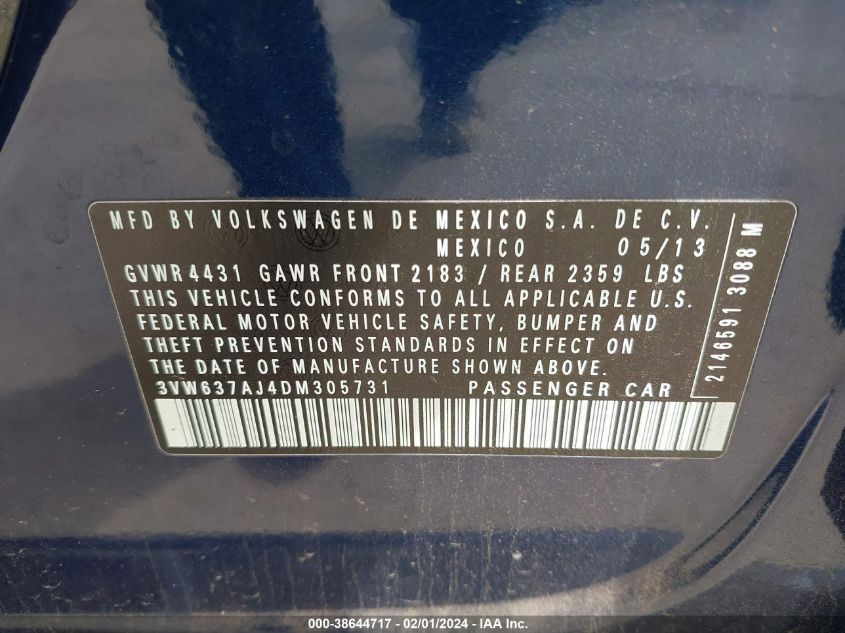 MFD BY VOLKSWAGEN DE MEXICO S.A. DE C.V.
MEXICO 05/13
GVWR4431 GAWR FRONT 2183 / REAR 2359 LBS
THIS VEHICLE CONFORMS TO ALL APPLICABLE U.S.
FEDERAL MOTOR VEHICLE SAFETY, BUMPER AND
THEFT PREVENTION STANDARDS IN EFFECT ON
THE DATE OF MANUFACTURE SHOWN ABOVE.
3VW637AJ4DM305731 PASSENGER CAR
2146591 3088 M
000-38644717 - 02/01/2024 - IAA Inc.